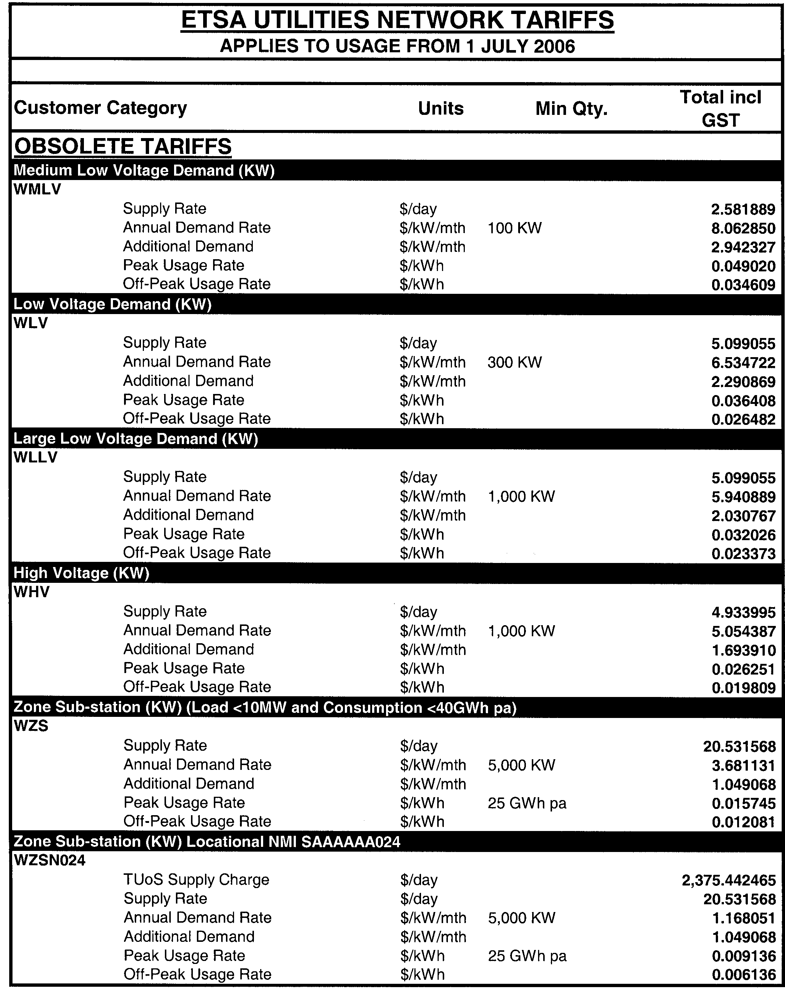 ETSA UTILITIES NETWORK TARIFFS
APPLIES TO USAGE FROM 1 JULY 2006
Customer Category Units Min Qty. Total incl GST
OBSOLETE TARIFFS
Medium Low Voltage Demand (KW)
WMLV
Supply Rate $/day 2.581889
Annual Demand Rate $/kW/mth 100 KW 8.062850
Additional Demand $/kW/mth 2.942327
Peak Usage Rate $/kWh 0.049020
Off-Peak Usage Rate $/kWh 0.034609
Low Voltage Demand (KW)
WLV
Supply Rate $/day 5.099055
Annual Demand Rate $/kW/mth 300 KW 6.534722
Additional Demand $/kW/mth 2.290869
Peak Usage Rate $/kWh 0.036408
Off-Peak Usage Rate $/kWh 0.026482
Large Low Voltage Demand (KW)
WLLV
Supply Rate $/day 5.099055
Annual Demand Rate $/kW/mth 1,000 KW 5.940889
Additional Demand $/kW/mth 2.030767
Peak Usage Rate $/kWh 0.032026
Off-Peak Usage Rate $/kWh 0.023373
High Voltage (KW)
WHV
Supply Rate $/day 4.933995
Annual Demand Rate $/kW/mth 1,000 KW 5.054387
Additional Demand $/kW/mth 1.693910
Peak Usage Rate $/kWh 0.026251
Off-Peak Usage Rate $/kWh 0.019809
Zone Sub-station (KW) (Load <10MW and Consumption <40GWh pa)
WZS
Supply Rate $/day 20.531568
Annual Demand Rate $/kW/mth 5,000 KW 3.681131
Additional Demand $/kW/mth 1.049068
Peak Usage Rate $/kWh 25 GWh pa 0.015745
Off-Peak Usage Rate $/kWh 0.012081
Zone Sub-station (KW) Locational NMI SAAAAAA024
WZSN024
TUoS Supply Charge $/day 2,375.442465
Supply Rate $/day 20.531568
Annual Demand Rate $/kW/mth 5,000 KW 1.168051
Additional Demand $/kW/mth 1.049068
Peak Usage Rate $/kWh 25 GWh pa 0.009136
Off-Peak Usage Rate $/kWh 0.006136